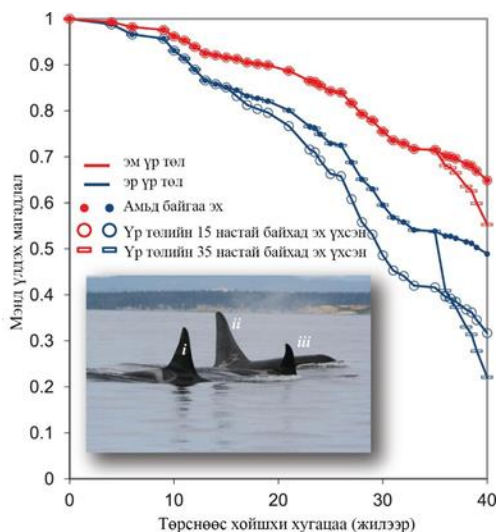 Мэнд үлдэх магадлал
1
0.9
0.8
0.7
0.6
0.5
0.4
0.3
0.2
0.1
0
эм үр төл
эр үр төл
Амьд байгаа эх
Үр төлийн 15 настай байхад эх үхсэн
Үр төлийн 35 настай байхад эх үхсэн
i
ii
iii
0 10 20 30 40
Төрснөөс хойшхи хугацаа (жилээр)